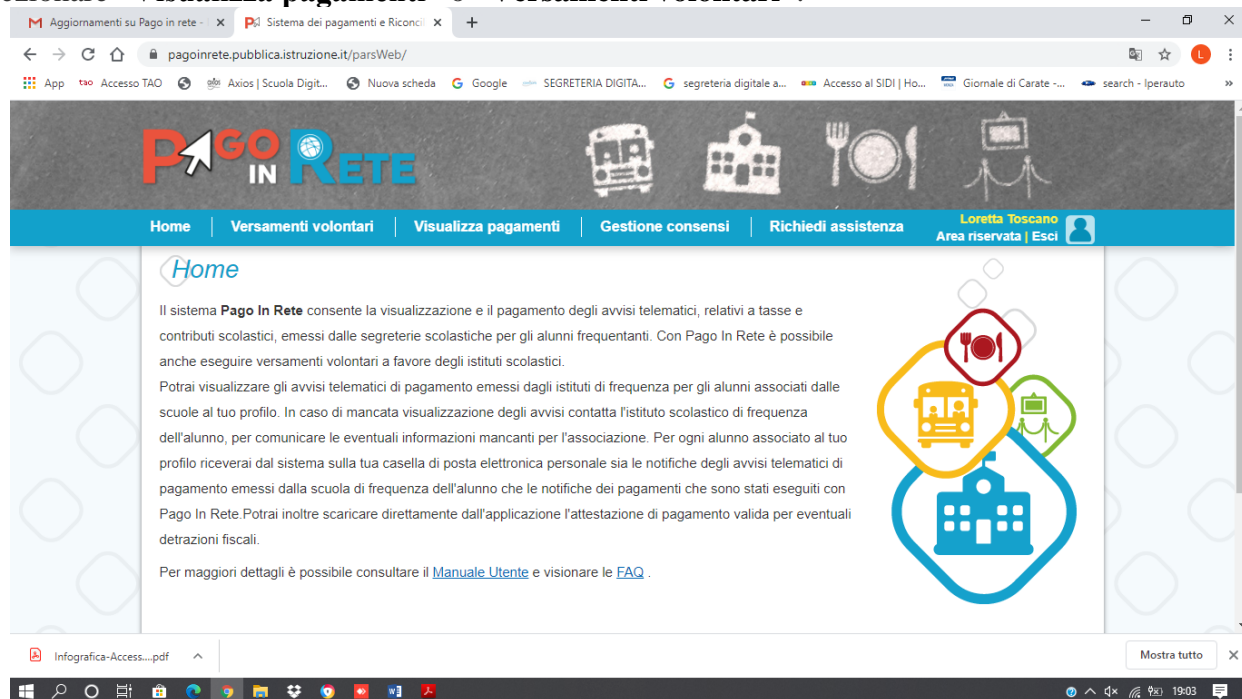 ezionare "Visualizza pagamenti" o "Versamenti volontari".
Aggiornamenti su Pago in rete -
Sistema dei pagamenti e Riconcil
pagoinrete.pubblica.istruzione.it/parsWeb/
L
App
tao Accesso TAO
Axios | Scuola Digit...
Nuova scheda
Google
SEGRETERIA DIGITA...
segreteria digitale a...
Accesso al SIDI | Ho...
Giornale di Carate -...
search - Iperauto
PAGO
IN RETE
Home
Versamenti volontari
Visualizza pagamenti
Gestione consensi
Richiedi assistenza
Loretta Toscano
Area riservata | Esci
Home
Il sistema Pago In Rete consente la visualizzazione e il pagamento degli avvisi telematici, relativi a tasse e
contributi scolastici, emessi dalle segreterie scolastiche per gli alunni frequentanti. Con Pago In Rete è possibile
anche eseguire versamenti volontari a favore degli istituti scolastici.
Potrai visualizzare gli avvisi telematici di pagamento emessi dagli istituti di frequenza per gli alunni associati dalle
scuole al tuo profilo. In caso di mancata visualizzazione degli avvisi contatta l'istituto scolastico di frequenza
dell'alunno, per comunicare le eventuali informazioni mancanti per l'associazione. Per ogni alunno associato al tuo
profilo riceverai dal sistema sulla tua casella di posta elettronica personale sia le notifiche degli avvisi telematici di
pagamento emessi dalla scuola di frequenza dell'alunno che le notifiche dei pagamenti che sono stati eseguiti con
Pago In Rete.Potrai inoltre scaricare direttamente dall'applicazione l'attestazione di pagamento valida per eventuali
detrazioni fiscali.
Per maggiori dettagli è possibile consultare il Manuale Utente e visionare le FAQ .
Infografica-Access....pdf
Mostra tutto
19:03